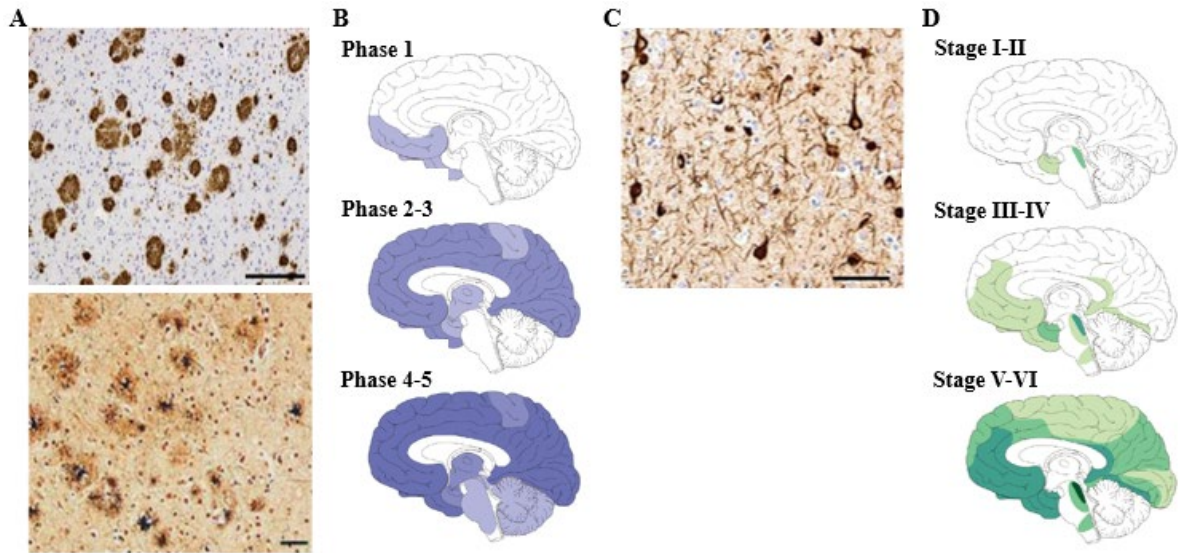 A
B
C
D
Phase 1
Stage I-II
Phase 2-3
Stage III-IV
Phase 4-5
Stage V-VI